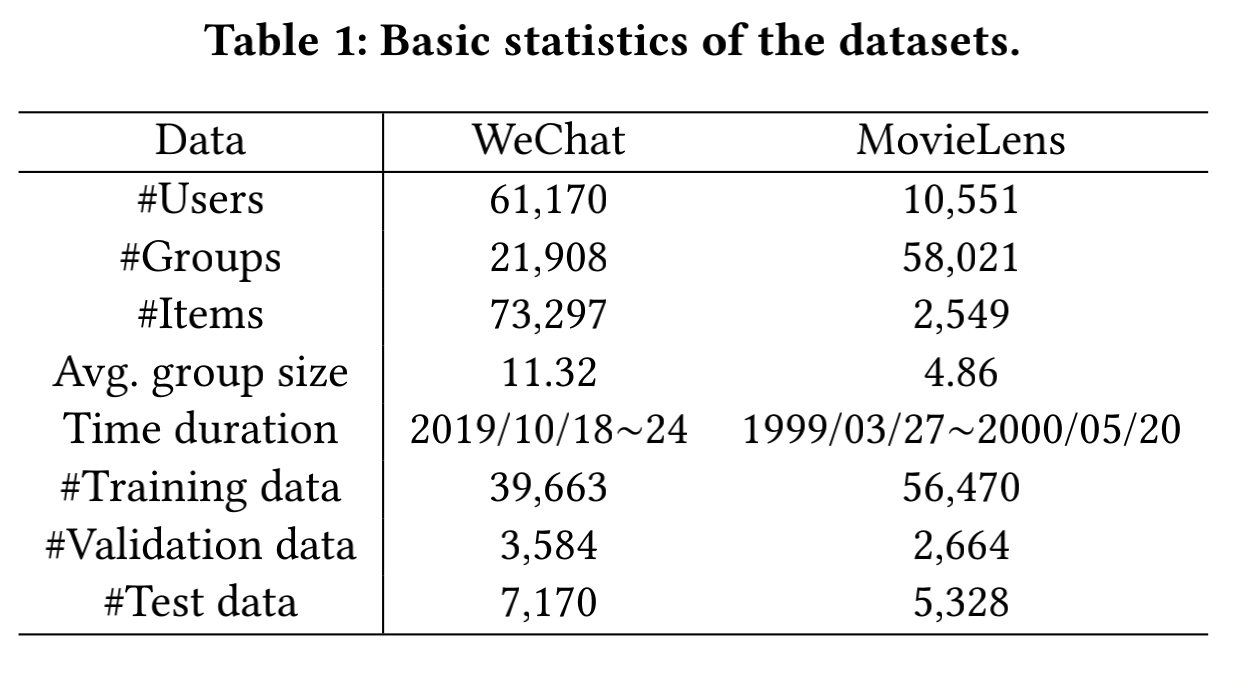 Table 1: Basic statistics of the datasets.
Data WeChat MovieLens
#Users 61,170 10,551
#Groups 21,908 58,021
#Items 73,297 2,549
Avg. group size 11.32 4.86
Time duration 2019/10/18~24 1999/03/27~2000/05/20
#Training data 39,663 56,470
#Validation data 3,584 2,664
#Test data 7,170 5,328